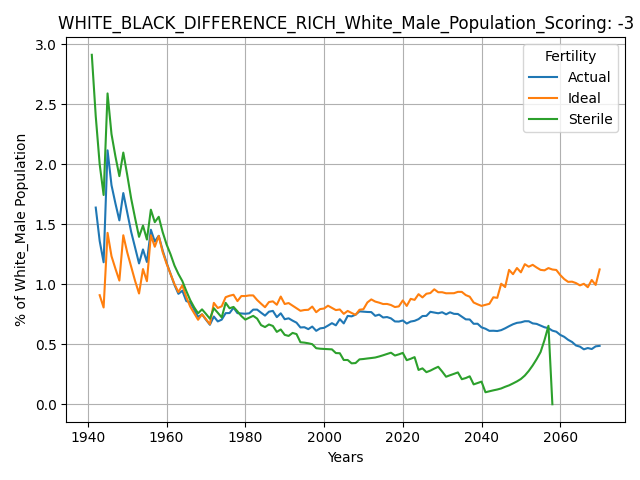 WHITE_BLACK_DIFFERENCE_RICH_White_Male_Population_Scoring: -3
Fertility
Actual
Ideal
Sterile
% of White_Male Population
3.0
2.5
2.0
1.5
1.0
0.5
0.0
1940 1960 1980 2000 2020 2040 2060
Years